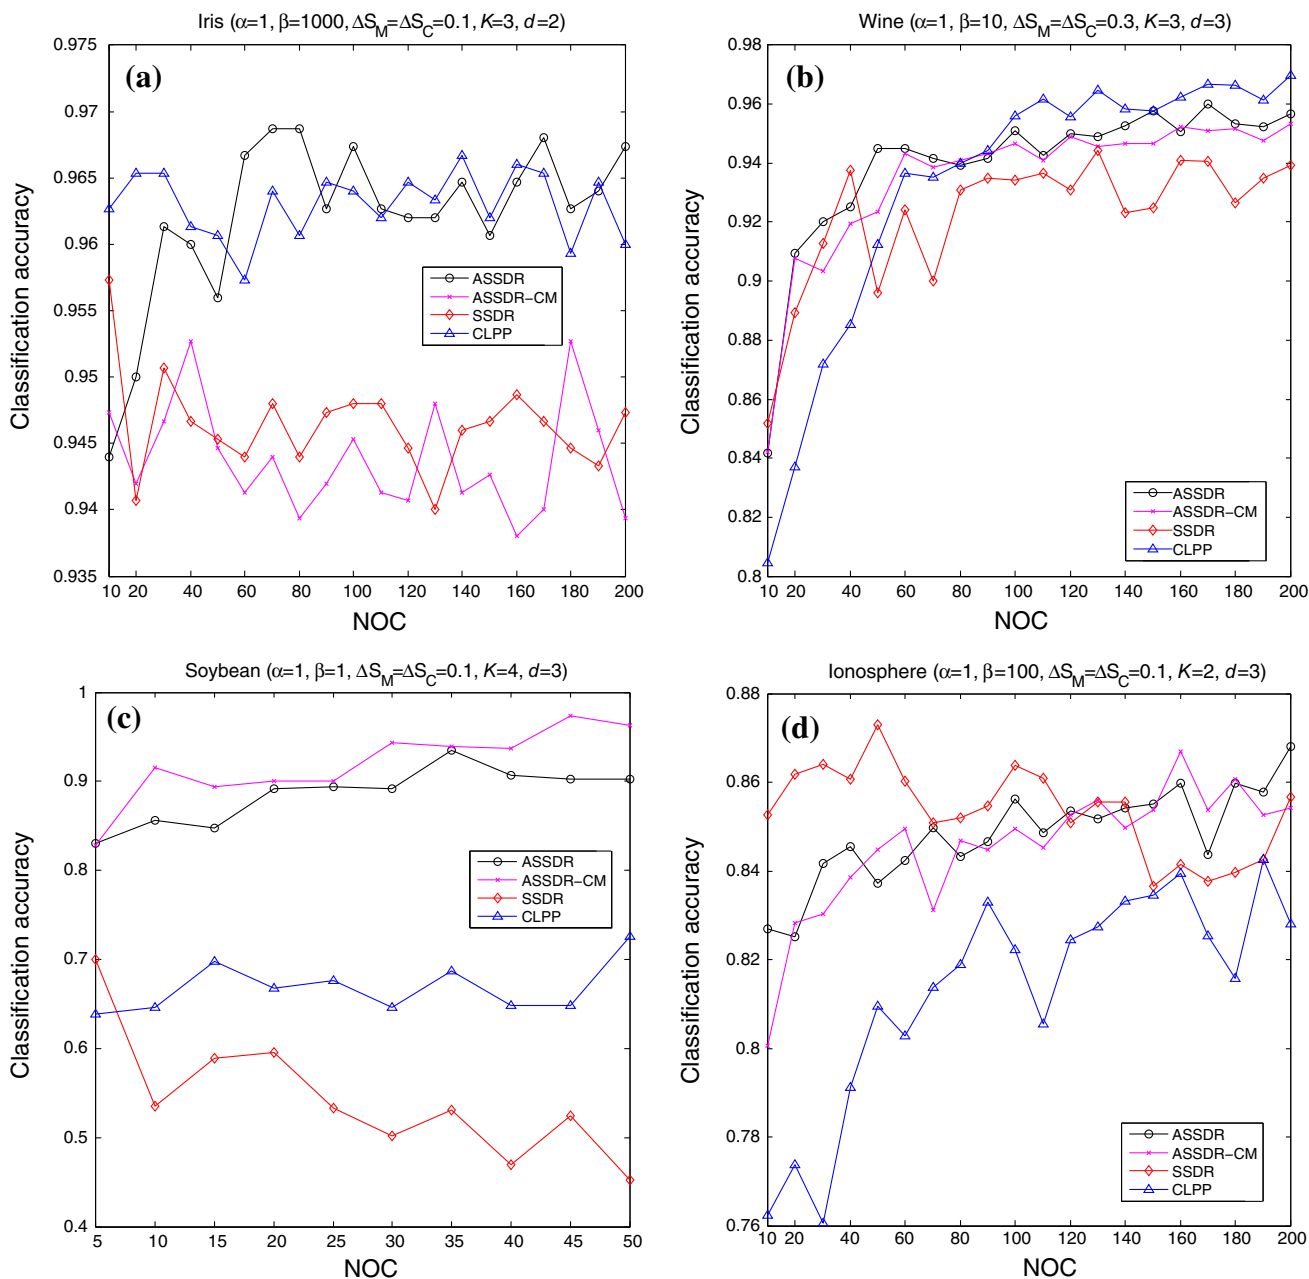 Iris (α=1, β=1000, ΔS_M=ΔS_C=0.1, K=3, d=2)
(a)
0.975
0.97
0.965
0.96
0.955
0.95
0.945
0.94
0.935
Classification accuracy
ASSDR
ASSDR-CM
SSDR
CLPP
10 20 40 60 80 100 120 140 160 180 200
NOC
Wine (α=1, β=10, ΔS_M=ΔS_C=0.3, K=3, d=3)
(b)
0.98
0.96
0.94
0.92
0.9
0.88
0.86
0.84
0.82
0.8
Classification accuracy
ASSDR
ASSDR-CM
SSDR
CLPP
10 20 40 60 80 100 120 140 160 180 200
NOC
Soybean (α=1, β=1, ΔS_M=ΔS_C=0.1, K=4, d=3)
(c)
1
0.9
0.8
0.7
0.6
0.5
0.4
Classification accuracy
ASSDR
ASSDR-CM
SSDR
CLPP
5 10 15 20 25 30 35 40 45 50
NOC
Ionosphere (α=1, β=100, ΔS_M=ΔS_C=0.1, K=2, d=3)
(d)
0.88
0.86
0.84
0.82
0.8
0.78
0.76
Classification accuracy
ASSDR
ASSDR-CM
SSDR
CLPP
10 20 40 60 80 100 120 140 160 180 200
NOC